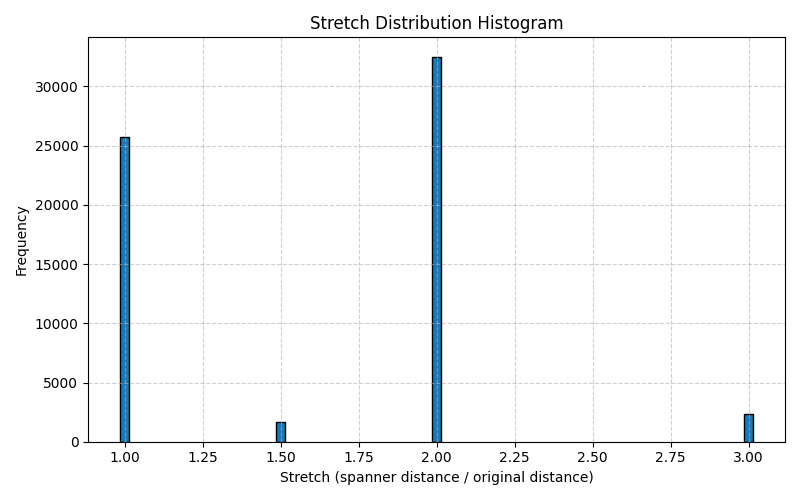 Stretch Distribution Histogram
Frequency
30000
25000
20000
15000
10000
5000
0
1.00 1.25 1.50 1.75 2.00 2.25 2.50 2.75 3.00
Stretch (spanner distance / original distance)